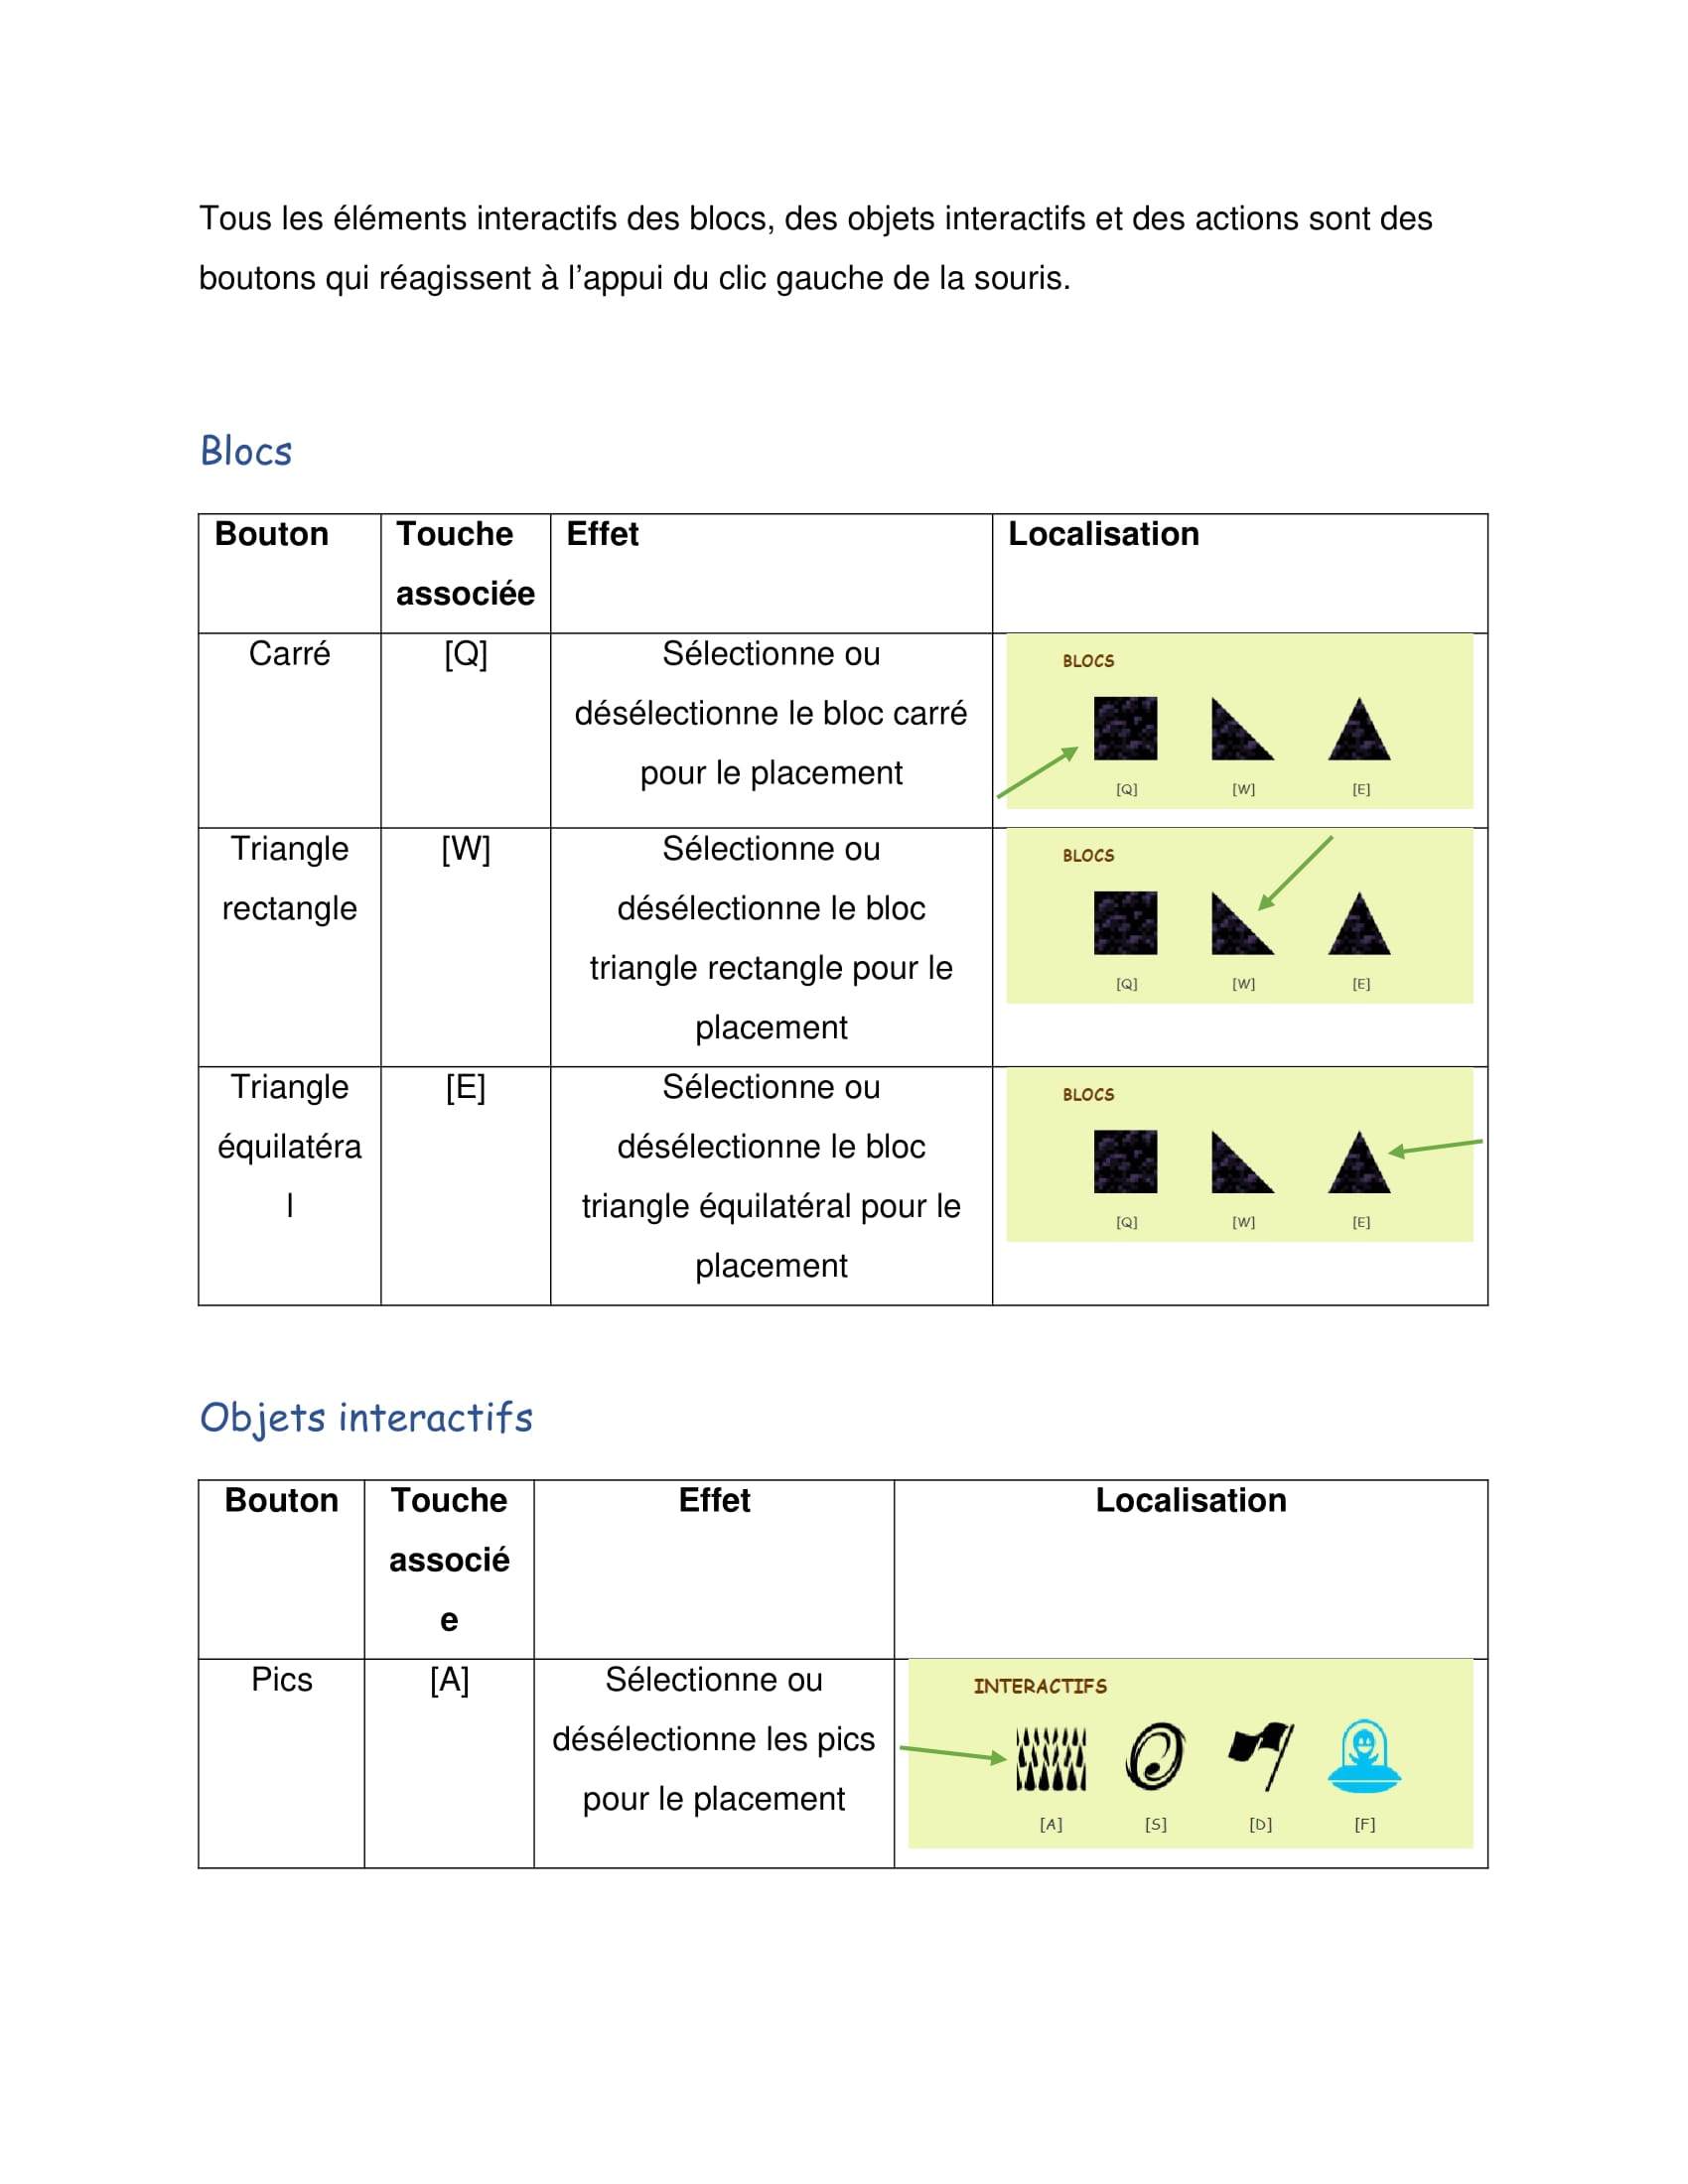 Tous les éléments interactifs des blocs, des objets interactifs et des actions sont des
boutons qui réagissent à l’appui du clic gauche de la souris.
Blocs
Bouton
Touche
associée
Effet
Localisation
Carré
[Q]
Sélectionne ou
désélectionne le bloc carré
pour le placement
BLOCS
[Q] [W] [E]
Triangle
rectangle
[W]
Sélectionne ou
désélectionne le bloc
triangle rectangle pour le
placement
BLOCS
[Q] [W] [E]
Triangle
équilatéra
l
[E]
Sélectionne ou
désélectionne le bloc
triangle équilatéral pour le
placement
BLOCS
[Q] [W] [E]
Objets interactifs
Bouton
Touche
associé
e
Effet
Localisation
Pics
[A]
Sélectionne ou
désélectionne les pics
pour le placement
INTERACTIFS
[A] [S] [D] [F]